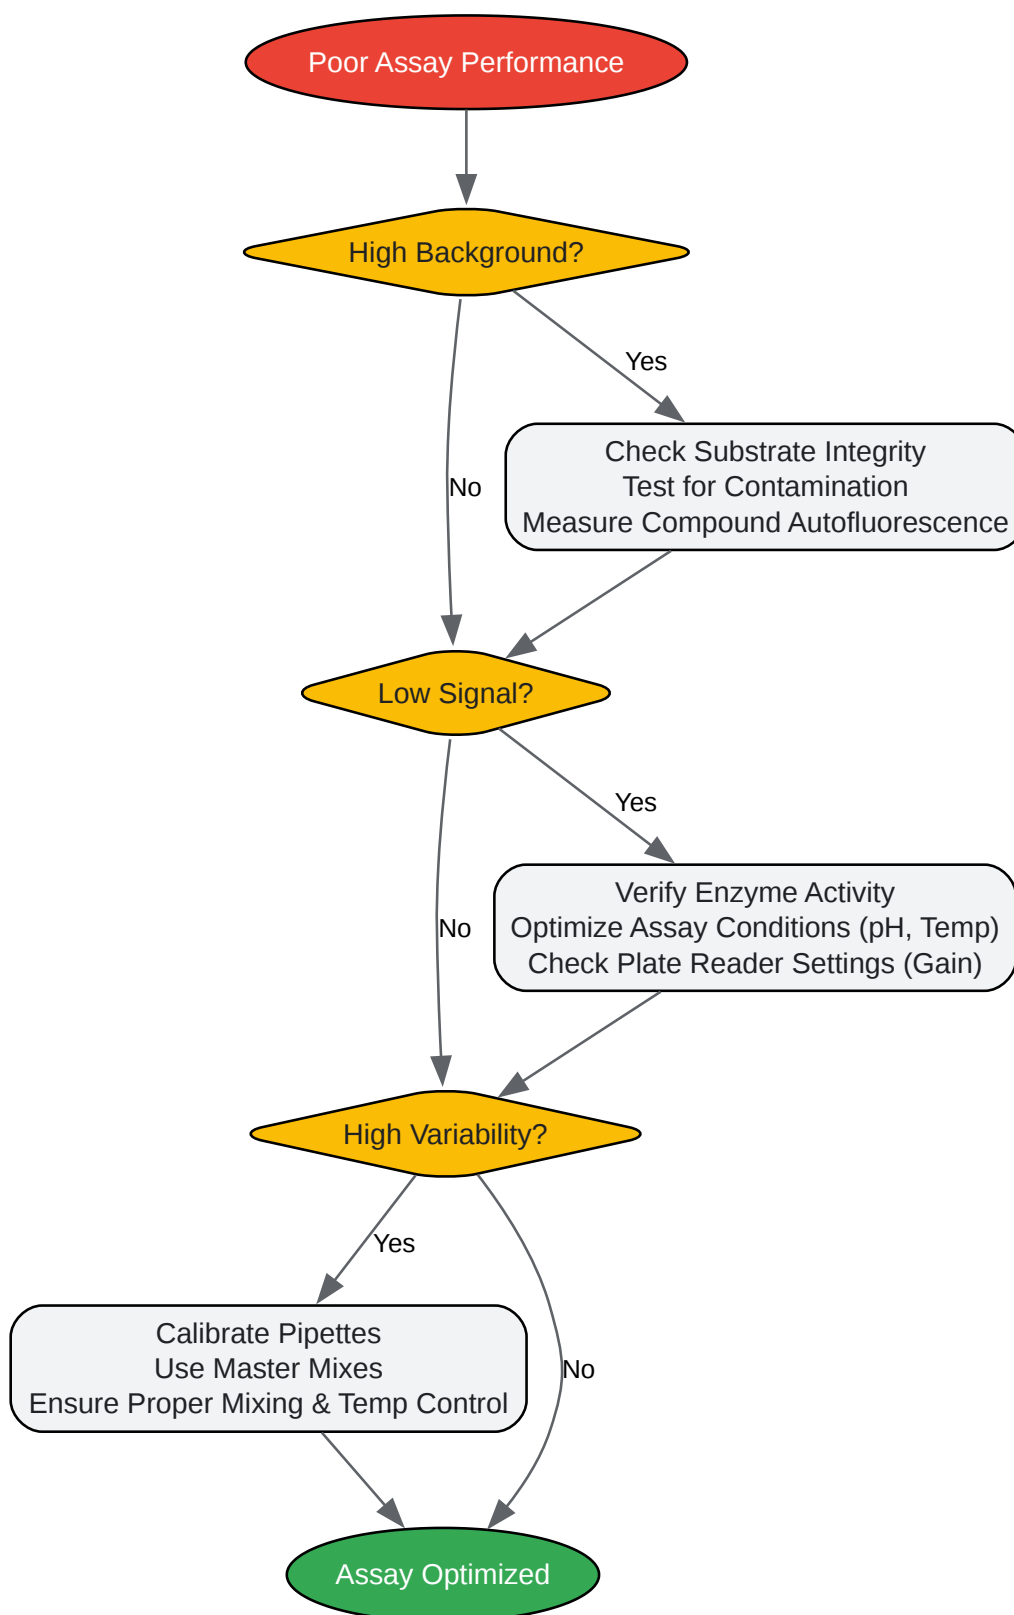 Poor Assay Performance
High Background?
Yes
Check Substrate Integrity
Test for Contamination
Measure Compound Autofluorescence
No
Low Signal?
Yes
Verify Enzyme Activity
Optimize Assay Conditions (pH, Temp)
Check Plate Reader Settings (Gain)
No
High Variability?
Yes
Calibrate Pipettes
Use Master Mixes
Ensure Proper Mixing & Temp Control
No
Assay Optimized